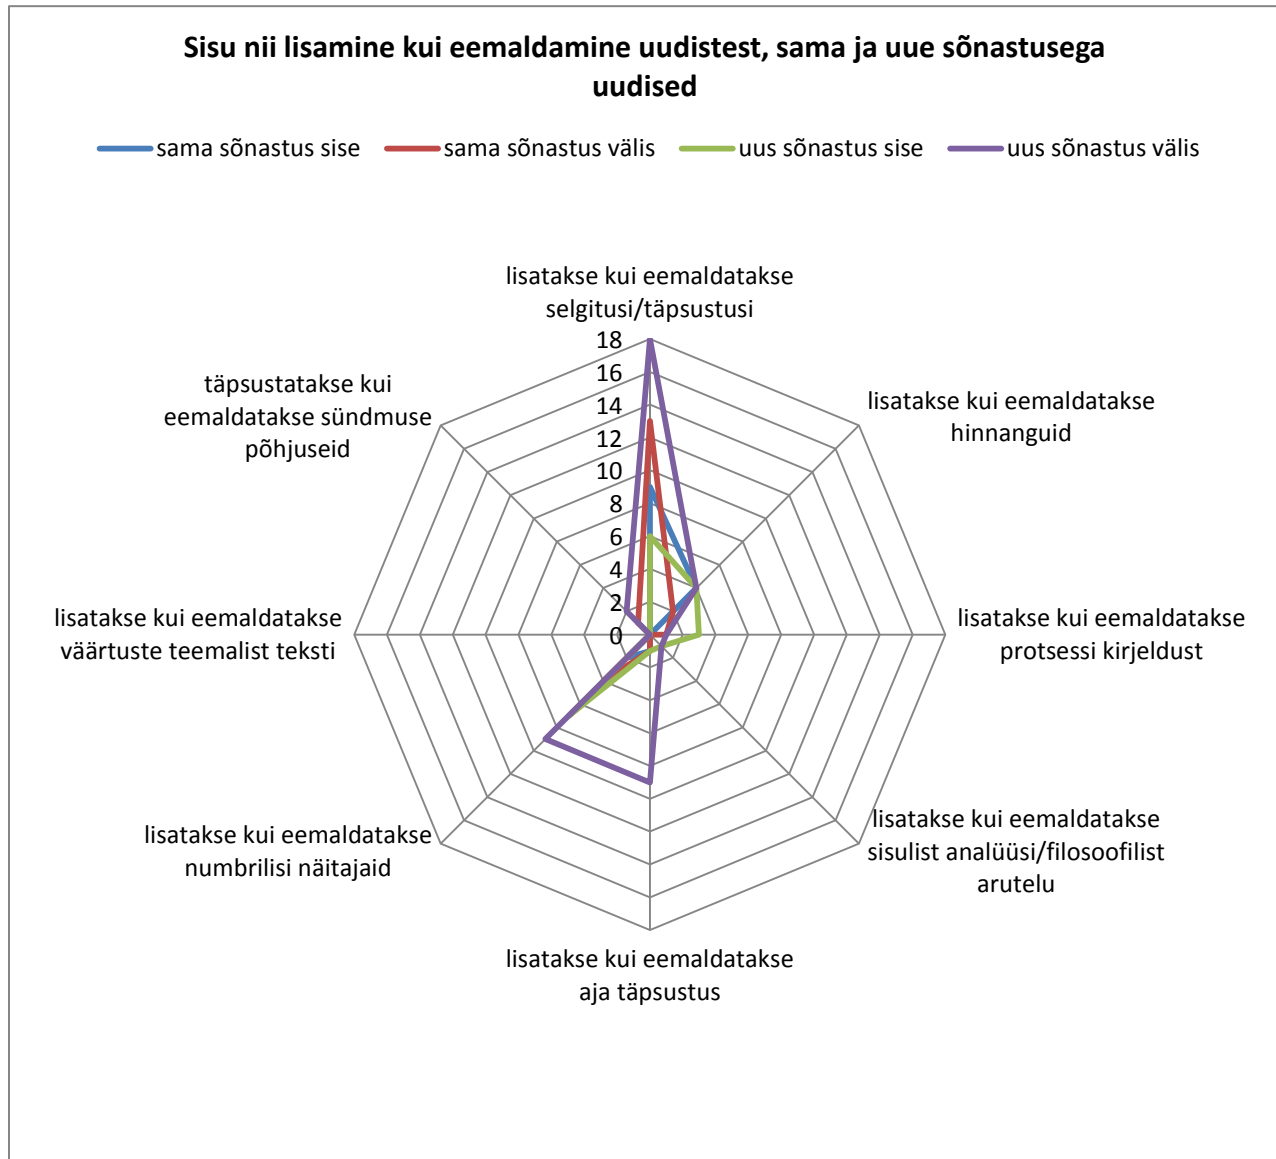 Sisu nii lisamine kui eemaldamine uudistest, sama ja uue sõnastusega
uudised
sama sõnastus sise
sama sõnastus välis
uus sõnastus sise
uus sõnastus välis
lisatakse kui eemaldatakse
selgitusi/täpsustusi
lisatakse kui eemaldatakse
hinnanguid
lisatakse kui eemaldatakse
protsessi kirjeldust
lisatakse kui eemaldatakse
sisulist analüüsi/filosoofilist
arutelu
lisatakse kui eemaldatakse
aja täpsustus
lisatakse kui eemaldatakse
numbrilisi näitajaid
lisatakse kui eemaldatakse
väärtuste teemalist teksti
täpsustatakse kui
eemaldatakse sündmuse
põhjuseid
18
16
14
12
10
8
6
4
2
0